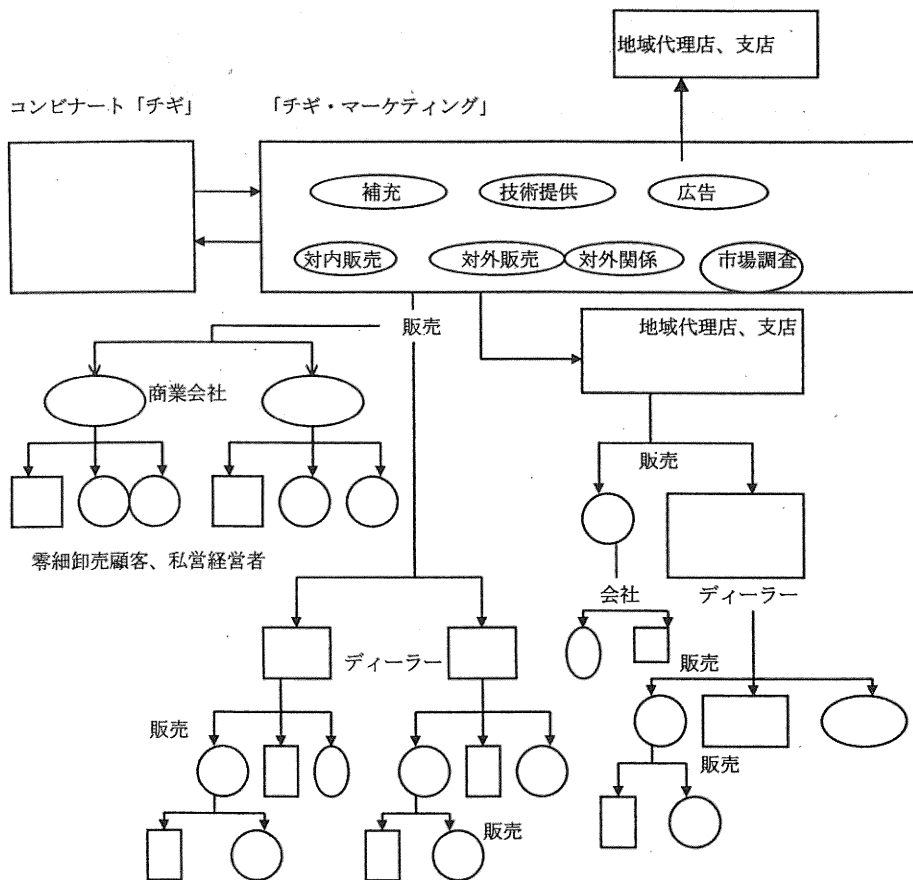 地域代理店、支店
コンビナート「チギ」
「チギ・マーケティング」
補充
技術提供
広告
対内販売
対外販売
対外関係
市場調査
販売
地域代理店、支店
商業会社
販売
零細卸売顧客、私営経営者
会社
ディーラー
ディーラー
販売
販売
販売
販売